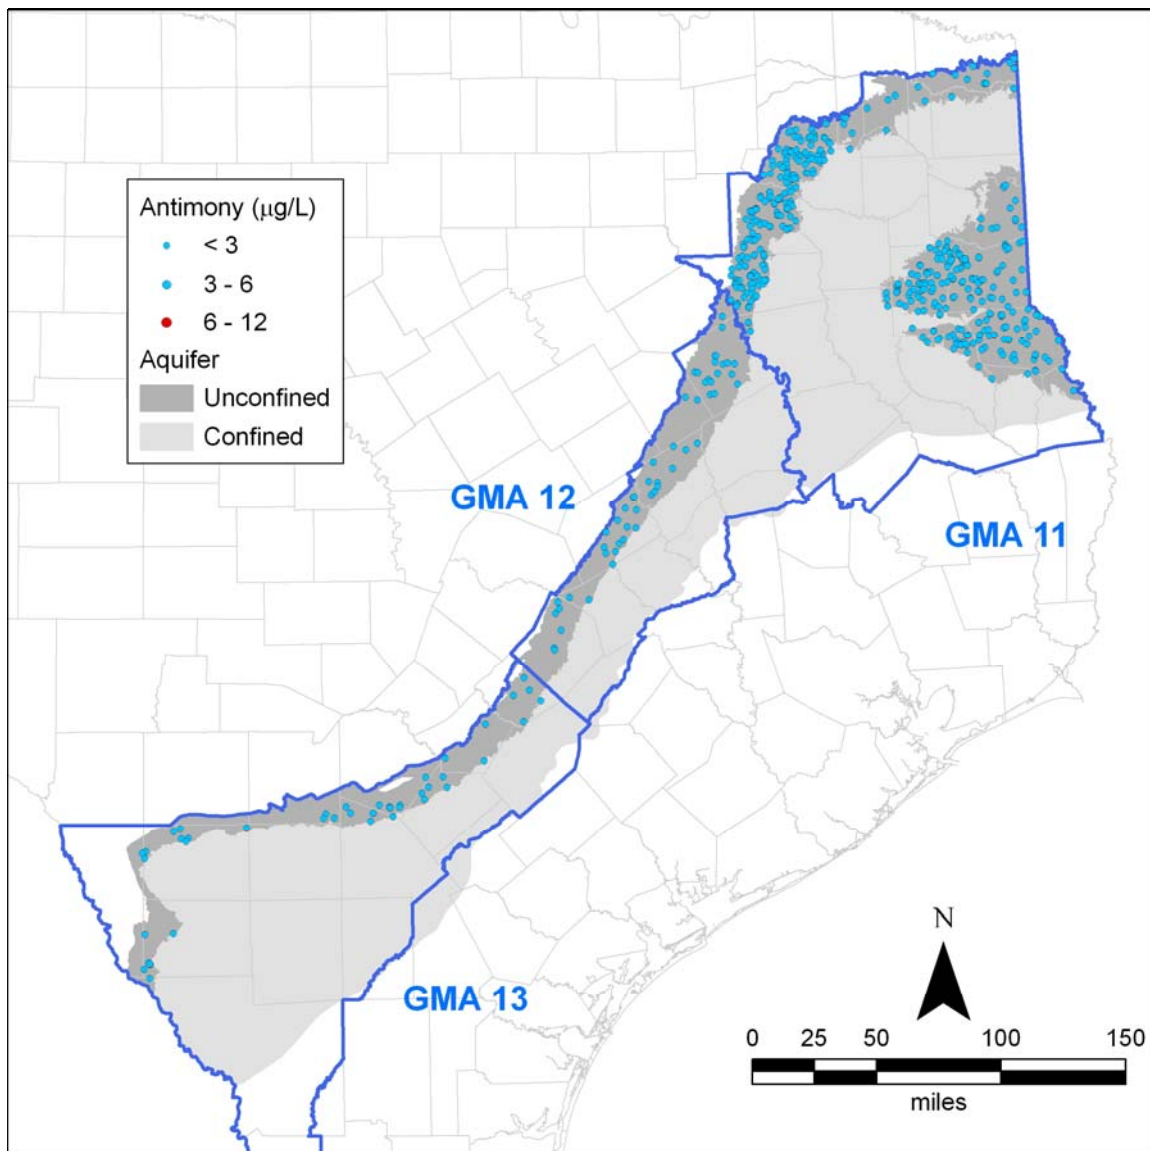 Antimony (μg/L)
< 3
3 - 6
6 - 12
Aquifer
Unconfined
Confined
GMA 12
GMA 11
GMA 13
N
0 25 50 100 150
miles